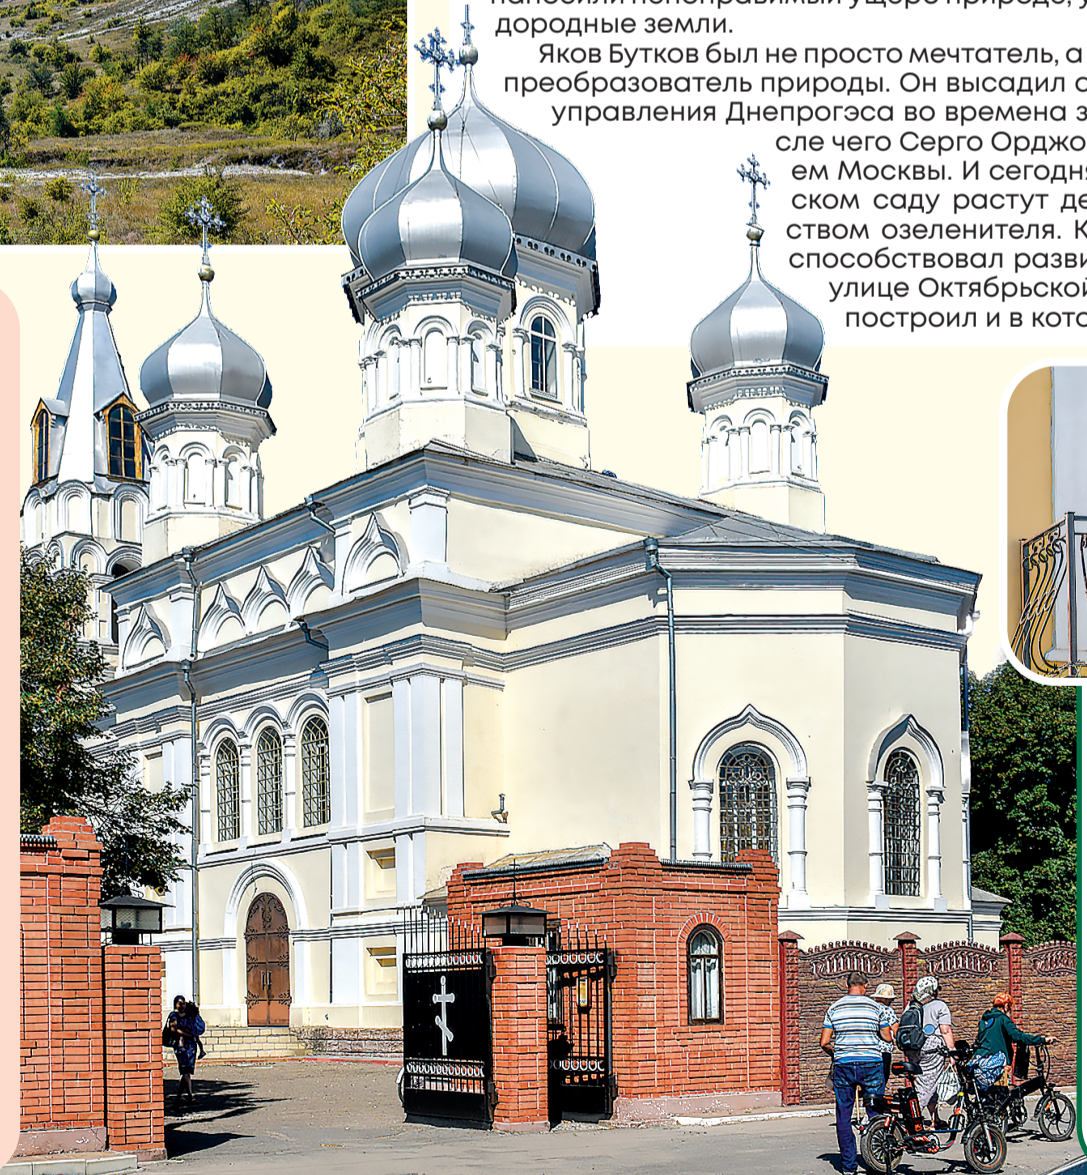 дородные земли.
Яков Бутков был не просто мечтатель, а
преобразователь природы. Он высадил
управления Днепрогэса во времена
сле чего Серго Орджо
ем Москвы. И сегодня
ском саду растут де
ством озеленителя. К
способствовал разви
улице Октябрьской
построил и в кото